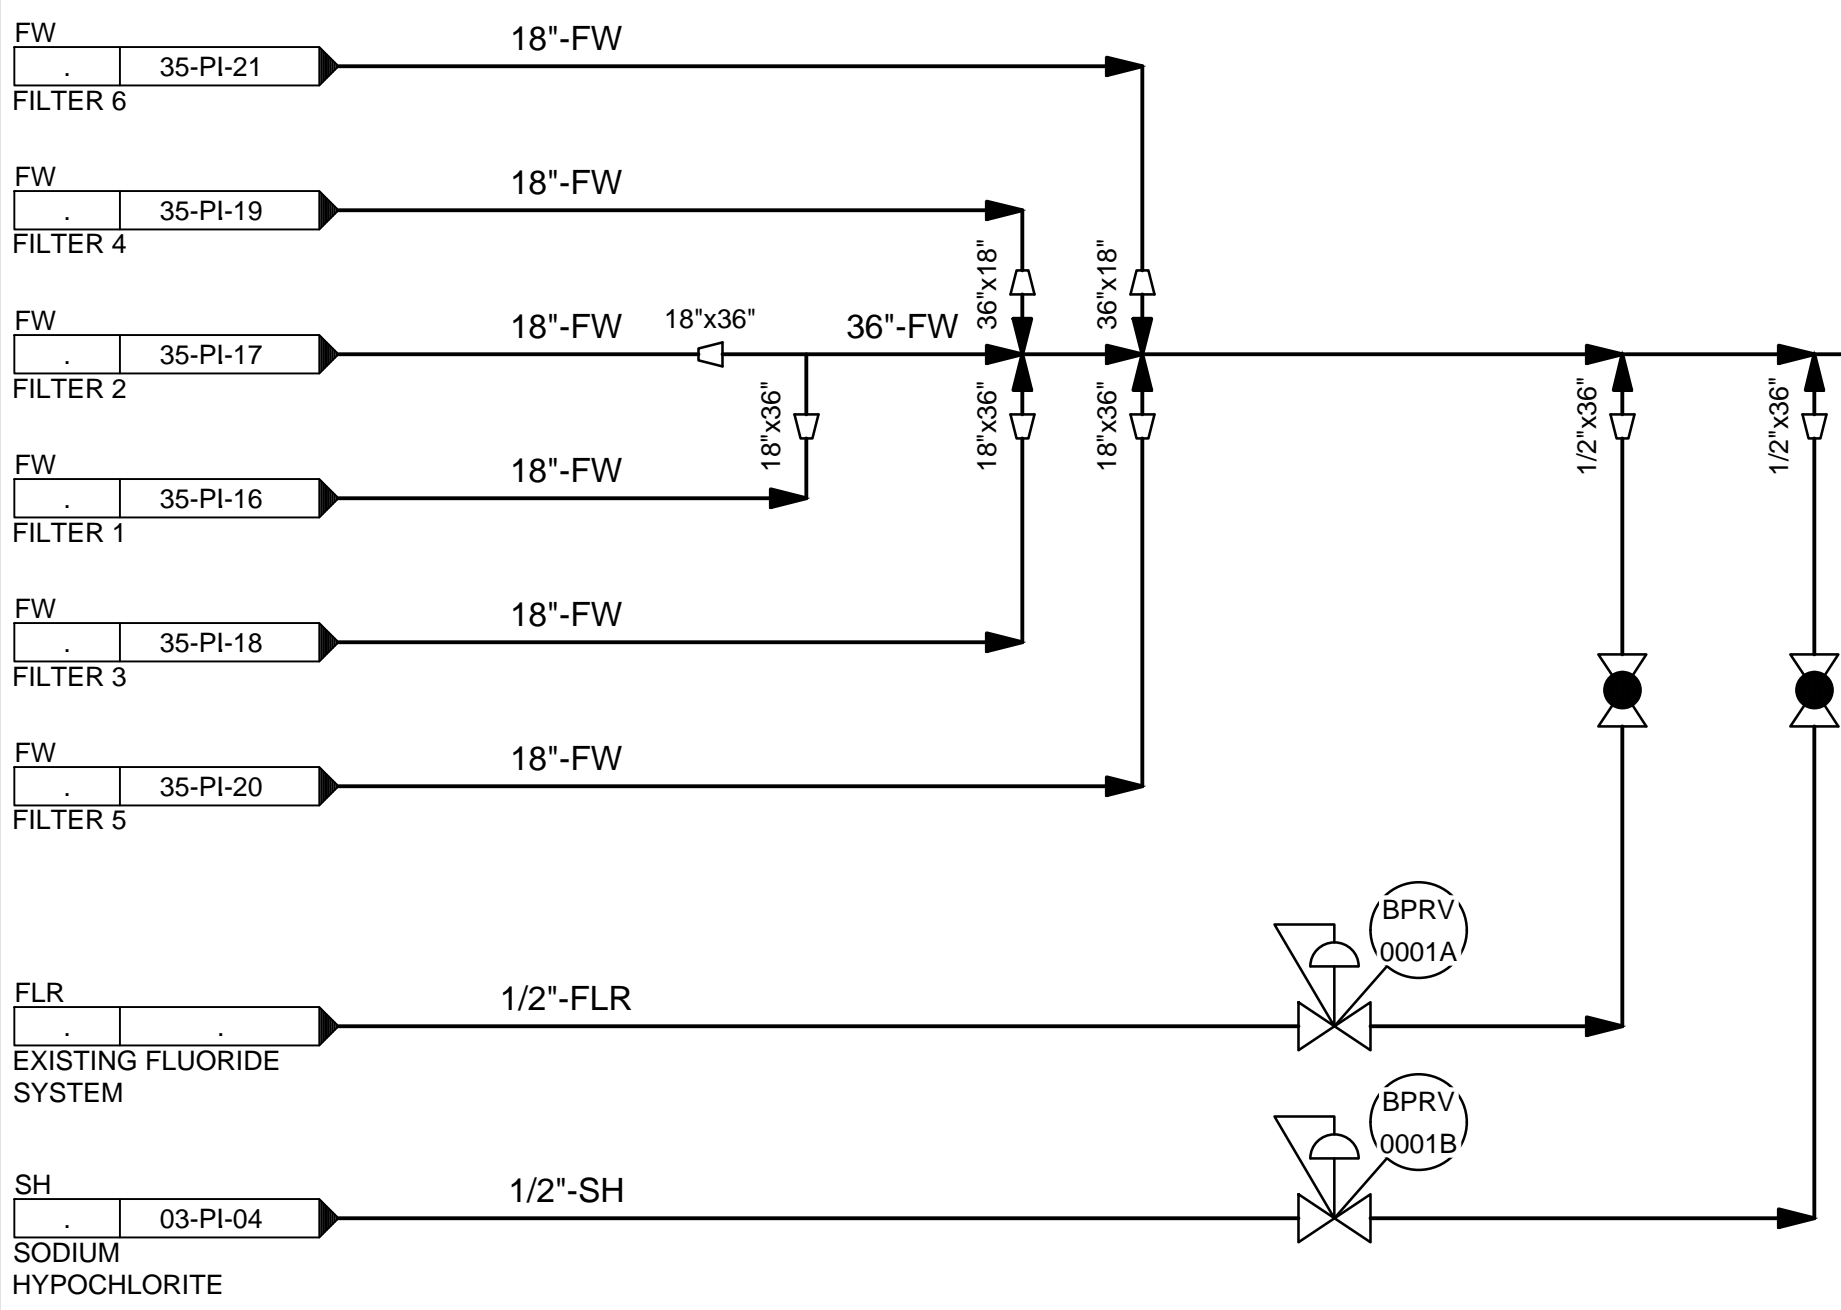 FW
18"-FW
. 35-PI-21
FILTER 6
FW
18"-FW
. 35-PI-19
FILTER 4
36"x18"
36"x18"
FW
18"-FW
18"x36"
36"-FW
. 35-PI-17
FILTER 2
18"x36"
18"x36"
18"x36"
1/2"x36"
1/2"x36"
FW
18"-FW
. 35-PI-16
FILTER 1
FW
18"-FW
. 35-PI-18
FILTER 3
FW
18"-FW
. 35-PI-20
FILTER 5
BPRV
0001A
FLR
1/2"-FLR
. .
EXISTING FLUORIDE
SYSTEM
BPRV
0001B
SH
1/2"-SH
. 03-PI-04
SODIUM
HYPOCHLORITE